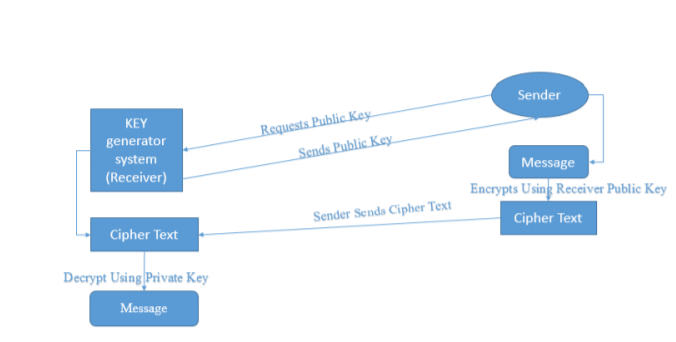 Sender
KEY
generator
system
(Receiver)
Requests Public Key
Sends Public Key
Message
Encrypts Using Receiver Public Key
Cipher Text
Sender Sends Cipher Text
Cipher Text
Decrypt Using Private Key
Message